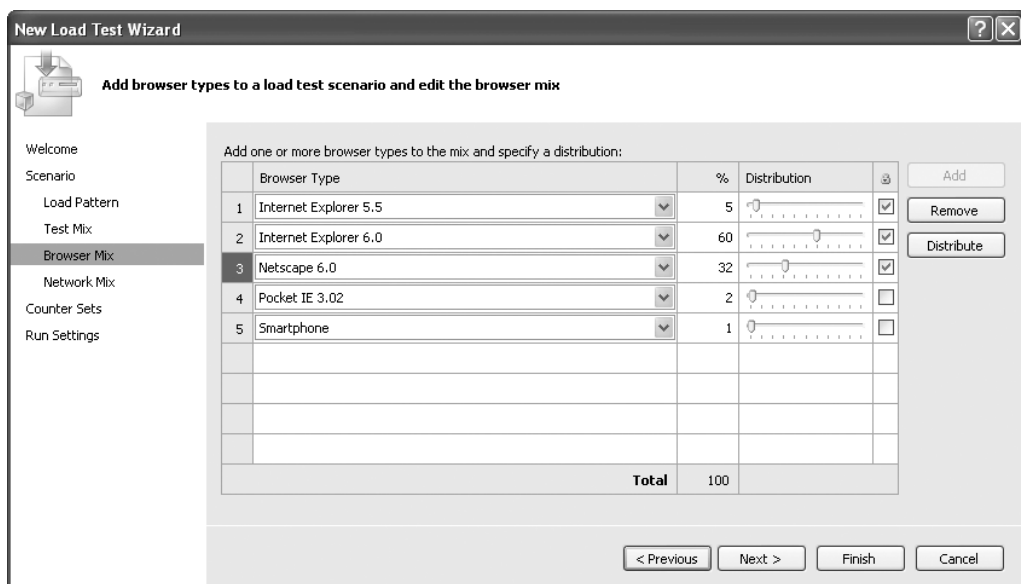 New Load Test Wizard
Add browser types to a load test scenario and edit the browser mix
Welcome
Scenario
Load Pattern
Test Mix
Browser Mix
Network Mix
Counter Sets
Run Settings
Add one or more browser types to the mix and specify a distribution:
Browser Type % Distribution
1 Internet Explorer 5.5 5
2 Internet Explorer 6.0 60
3 Netscape 6.0 32
4 Pocket IE 3.02 2
5 Smartphone 1
Total 100
Add
Remove
Distribute
< Previous Next > Finish Cancel